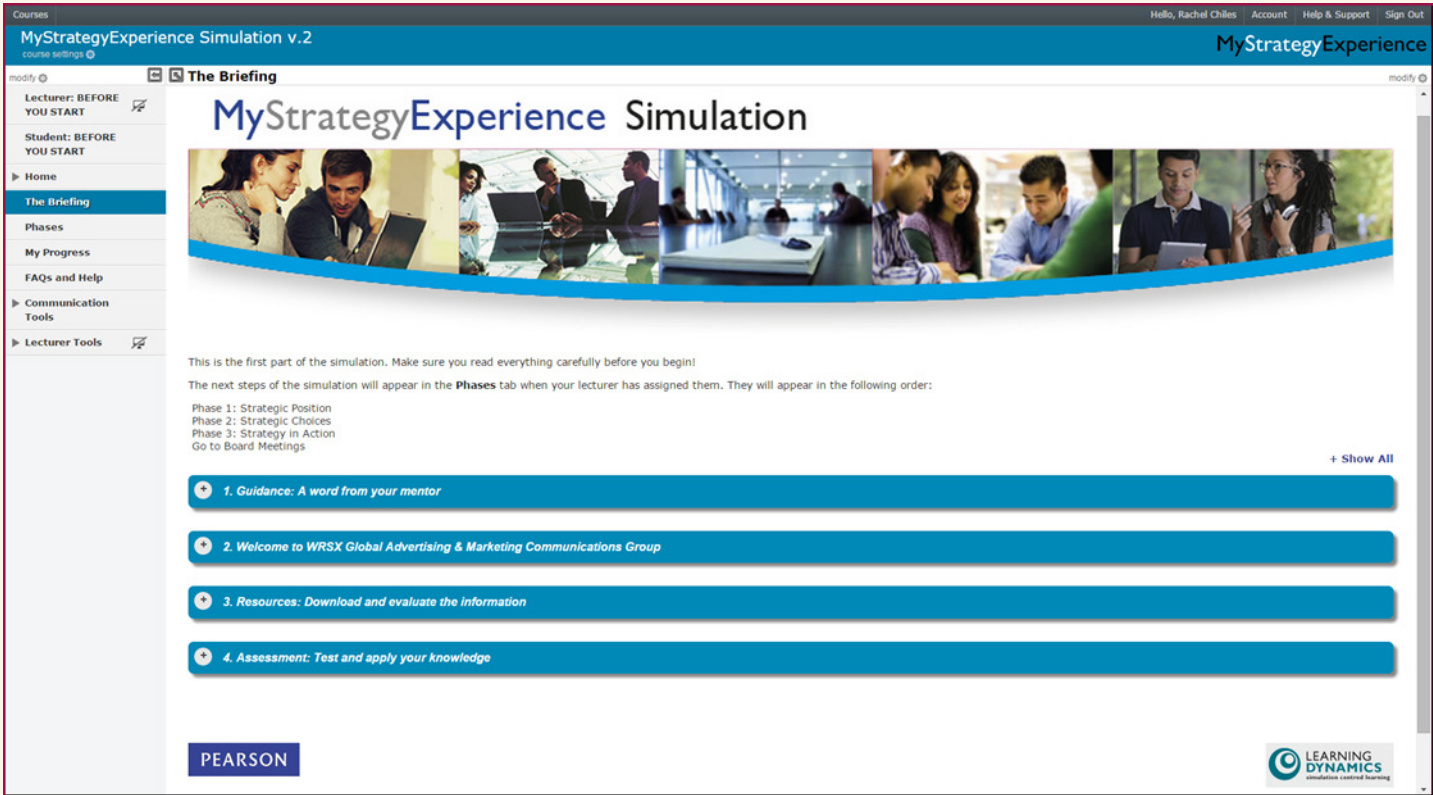 Courses
Hello, Rachel Chiles Account Help & Support Sign Out
MyStrategyExperience Simulation v.2
course settings
MyStrategyExperience
modify
The Briefing
modify
Lecturer: BEFORE
YOU START
Student: BEFORE
YOU START
Home
The Briefing
Phases
My Progress
FAQs and Help
Communication
Tools
Lecturer Tools
MyStrategyExperience Simulation
This is the first part of the simulation. Make sure you read everything carefully before you begin!
The next steps of the simulation will appear in the Phases tab when your lecturer has assigned them. They will appear in the following order:
Phase 1: Strategic Position
Phase 2: Strategic Choices
Phase 3: Strategy in Action
Go to Board Meetings
+ Show All
1. Guidance: A word from your mentor
2. Welcome to WRSX Global Advertising & Marketing Communications Group
3. Resources: Download and evaluate the information
4. Assessment: Test and apply your knowledge
PEARSON
LEARNING
DYNAMICS
simulation centred learning